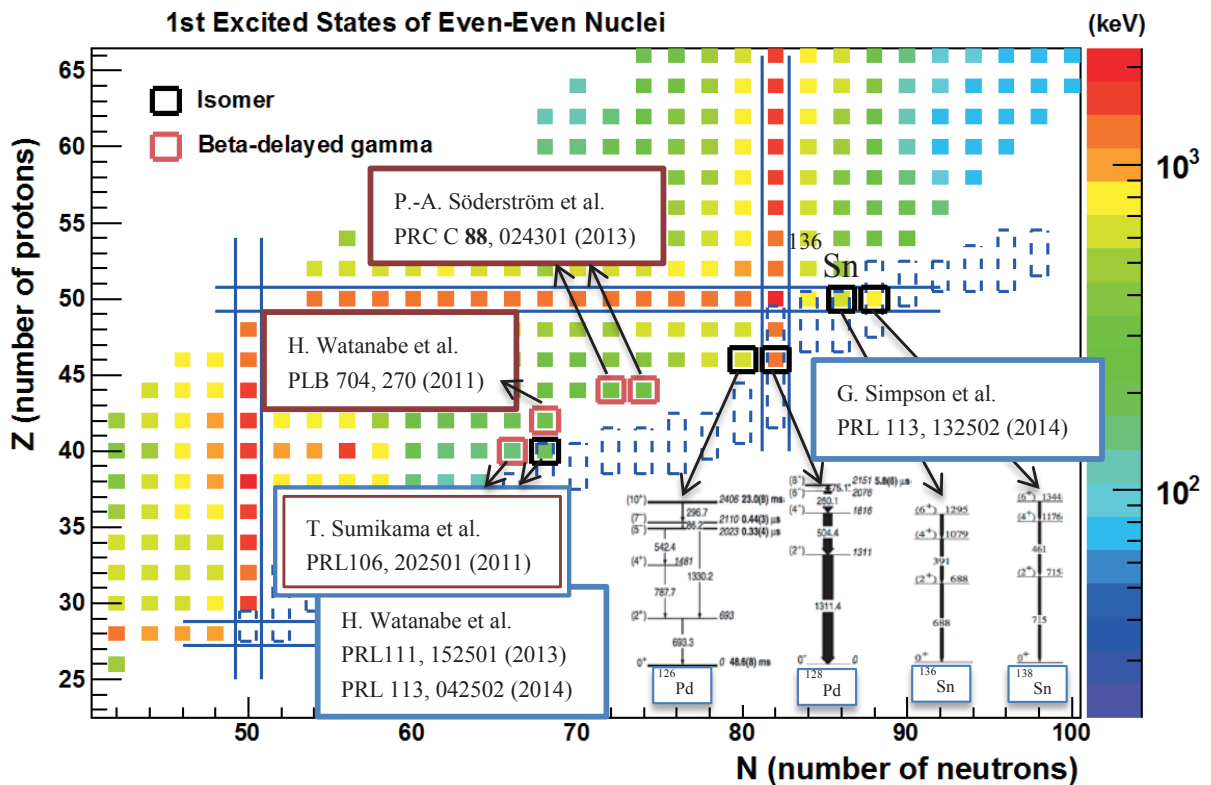 1st Excited States of Even-Even Nuclei
(keV)
Isomer
Beta-delayed gamma
P.-A. Söderström et al.
PRC C 88, 024301 (2013)
136
Sn
H. Watanabe et al.
PLB 704, 270 (2011)
G. Simpson et al.
PRL 113, 132502 (2014)
T. Sumikama et al.
PRL106, 202501 (2011)
H. Watanabe et al.
PRL111, 152501 (2013)
PRL 113, 042502 (2014)
Z (number of protons)
65
60
55
50
45
40
35
30
25
10³
10²
(10⁺) 2406 23.0(8) ms
296.7
(7⁻) 2110 0.44(3) μs
(5⁻) 2023 0.33(4) μs
542.4
(4⁺) 1481
1330.2
787.7
(2⁺) 693
693.3
0⁺ 0 48.6(8) ms
126
Pd
(8⁺) 2151 5.8(8) μs
75.1
(6⁺) 2076
260.1
(4⁺) 1816
504.4
(2⁺) 1311
1311.4
0⁺ 0
128
Pd
(6⁺) 1295
(4⁺) 1079
391
(2⁺) 688
688
0⁺
136
Sn
(6⁺) 1344
(4⁺) 1176
461
(2⁺) 715
715
0⁺
138
Sn
50
60
70
80
90
100
N (number of neutrons)